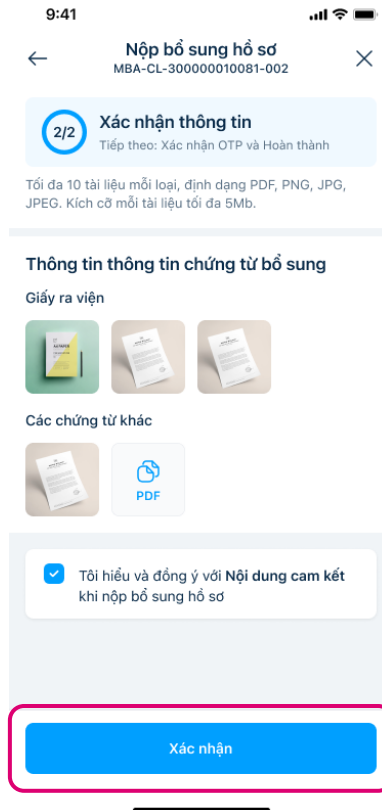 9:41
Nộp bổ sung hồ sơ
MBA-CL-300000010081-002
2/2
Xác nhận thông tin
Tiếp theo: Xác nhận OTP và Hoàn thành
Tối đa 10 tài liệu mỗi loại, định dạng PDF, PNG, JPG,
JPEG. Kích cỡ mỗi tài liệu tối đa 5Mb.
Thông tin thông tin chứng từ bổ sung
Giấy ra viện
Các chứng từ khác
PDF
Tôi hiểu và đồng ý với Nội dung cam kết
khi nộp bổ sung hồ sơ
Xác nhận